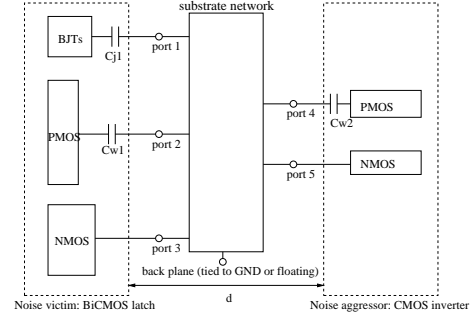 substrate network
BJTs
Cj1
port 1
PMOS
Cw1
port 2
NMOS
port 3
port 4
Cw2
PMOS
port 5
NMOS
back plane (tied to GND or floating)
d
Noise victim: BiCMOS latch
Noise aggressor: CMOS inverter